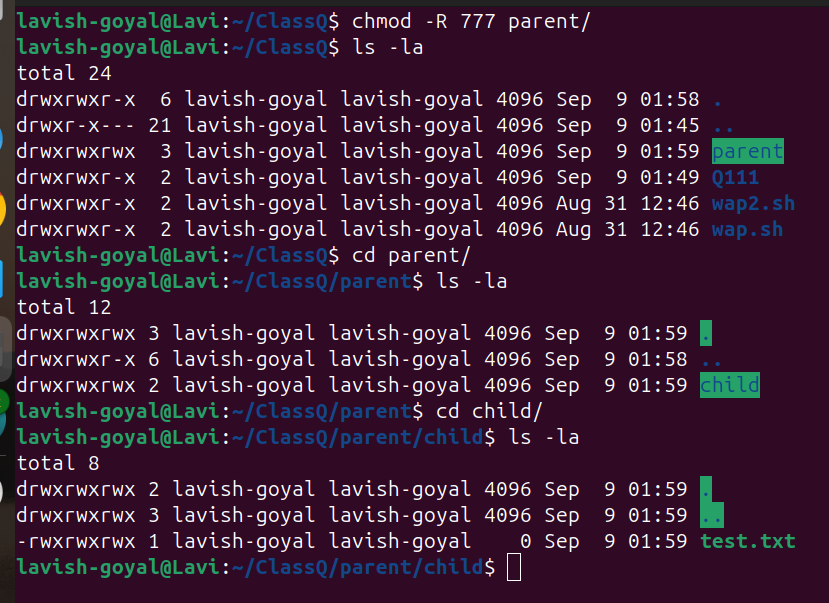 lavish-goyal@Lavi:~/ClassQ$ chmod -R 777 parent/
lavish-goyal@Lavi:~/ClassQ$ ls -la
total 24
drwxrwxr-x  6 lavish-goyal lavish-goyal 4096 Sep  9 01:58 .
drwxr-x--- 21 lavish-goyal lavish-goyal 4096 Sep  9 01:45 ..
drwxrwxrwx  3 lavish-goyal lavish-goyal 4096 Sep  9 01:59 parent
drwxrwxr-x  2 lavish-goyal lavish-goyal 4096 Sep  9 01:49 Q111
drwxrwxr-x  2 lavish-goyal lavish-goyal 4096 Aug 31 12:46 wap2.sh
drwxrwxr-x  2 lavish-goyal lavish-goyal 4096 Aug 31 12:46 wap.sh
lavish-goyal@Lavi:~/ClassQ$ cd parent/
lavish-goyal@Lavi:~/ClassQ/parent$ ls -la
total 12
drwxrwxrwx 3 lavish-goyal lavish-goyal 4096 Sep  9 01:59 .
drwxrwxr-x 6 lavish-goyal lavish-goyal 4096 Sep  9 01:58 ..
drwxrwxrwx 2 lavish-goyal lavish-goyal 4096 Sep  9 01:59 child
lavish-goyal@Lavi:~/ClassQ/parent$ cd child/
lavish-goyal@Lavi:~/ClassQ/parent/child$ ls -la
total 8
drwxrwxrwx 2 lavish-goyal lavish-goyal 4096 Sep  9 01:59 .
drwxrwxrwx 3 lavish-goyal lavish-goyal 4096 Sep  9 01:59 ..
-rwxrwxrwx 1 lavish-goyal lavish-goyal    0 Sep  9 01:59 test.txt
lavish-goyal@Lavi:~/ClassQ/parent/child$